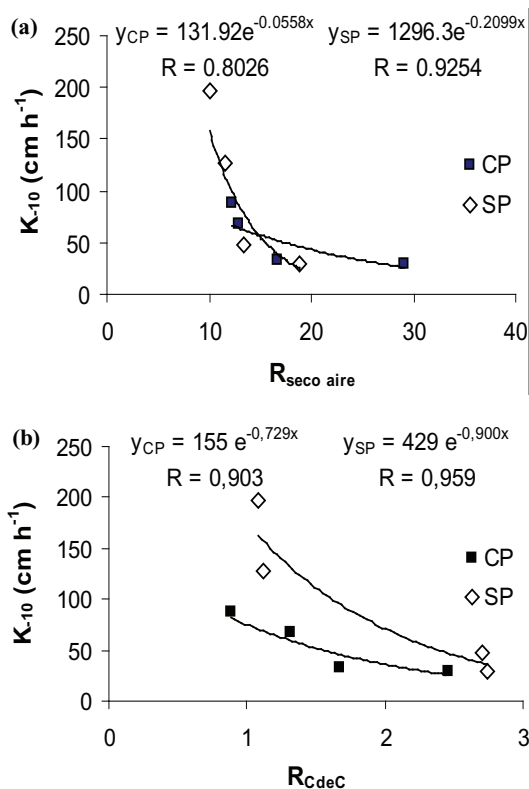 (a)
y_CP = 131.92e^-0.0558x y_SP = 1296.3e^-0.2099x
R = 0.8026 R = 0.9254
250
200
150
100
50
0
K-10 (cm h^-1)
CP
SP
0 10 20 30 40
R_seco aire
(b)
y_CP = 155 e^-0,729x y_SP = 429 e^-0,900x
R = 0,903 R = 0,959
250
200
150
100
50
0
K-10 (cm h^-1)
CP
SP
0 1 2 3
R_CdeC